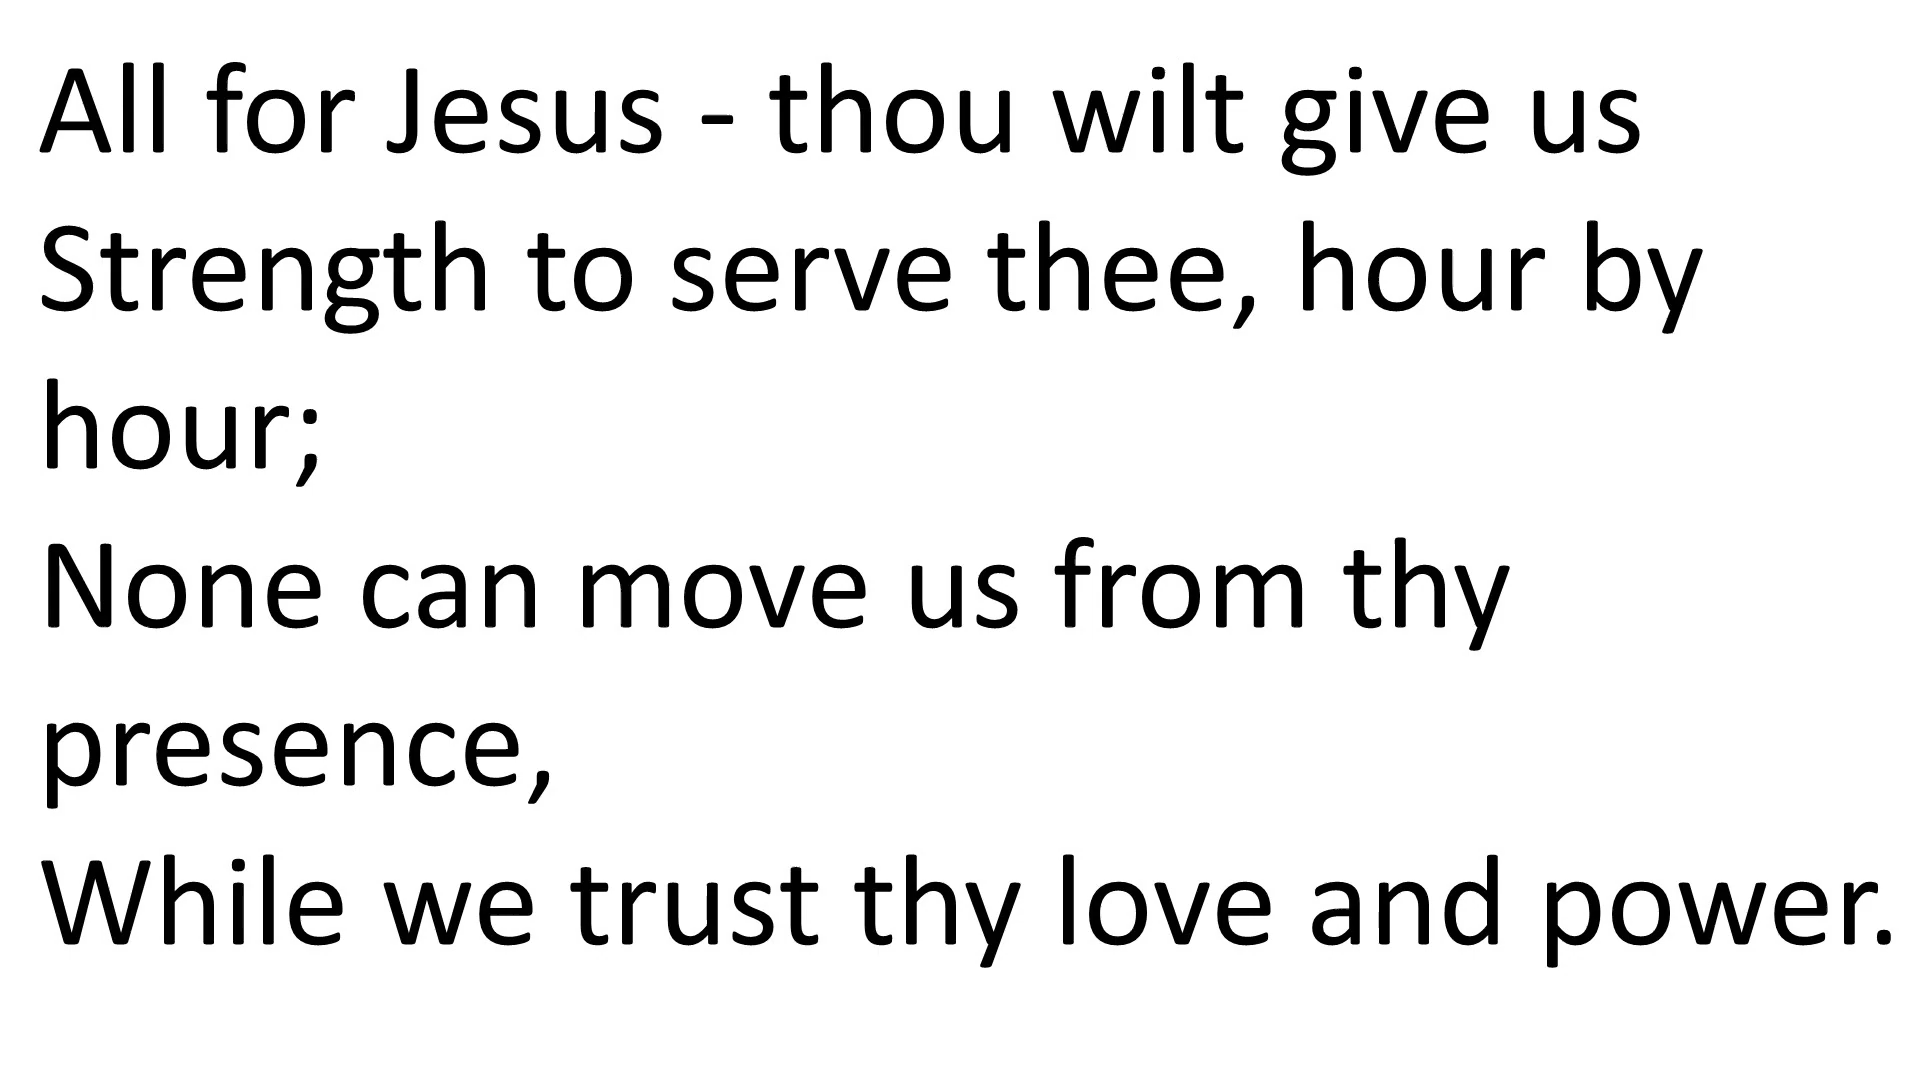 All for Jesus - thou wilt give us
Strength to serve thee, hour by
hour;
None can move us from thy
presence,
While we trust thy love and power.